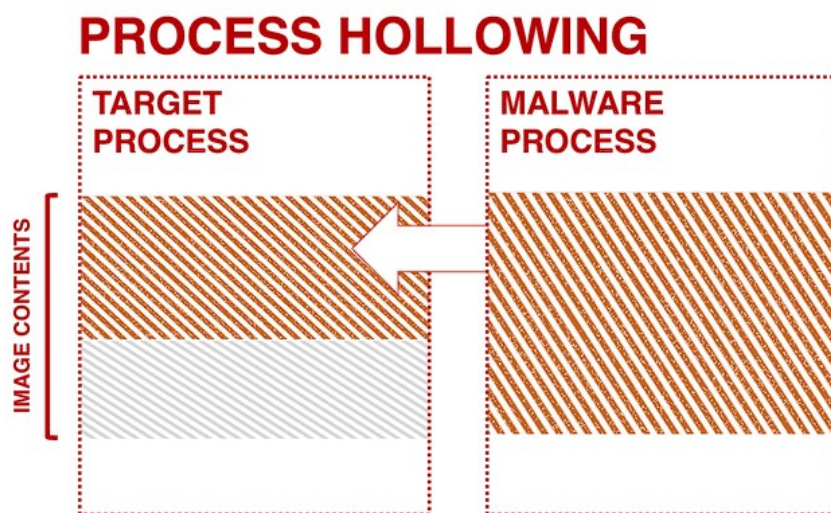 PROCESS HOLLOWING
TARGET
PROCESS
MALWARE
PROCESS
IMAGE CONTENTS